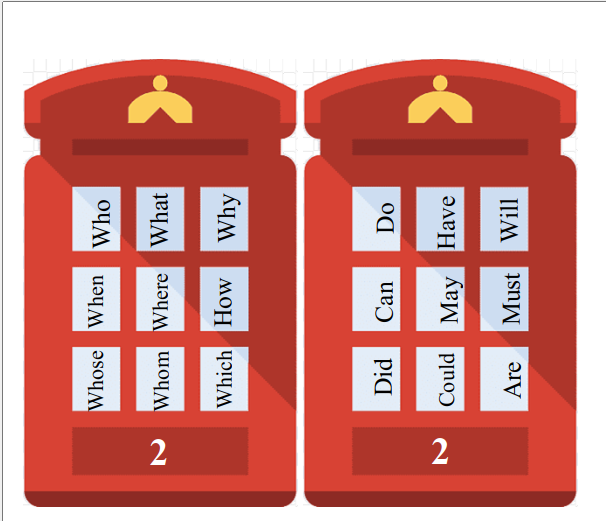 Who What Why
When Where How
Whose Whom Which
2
Do Have Will
Can May Must
Did Could Are
2